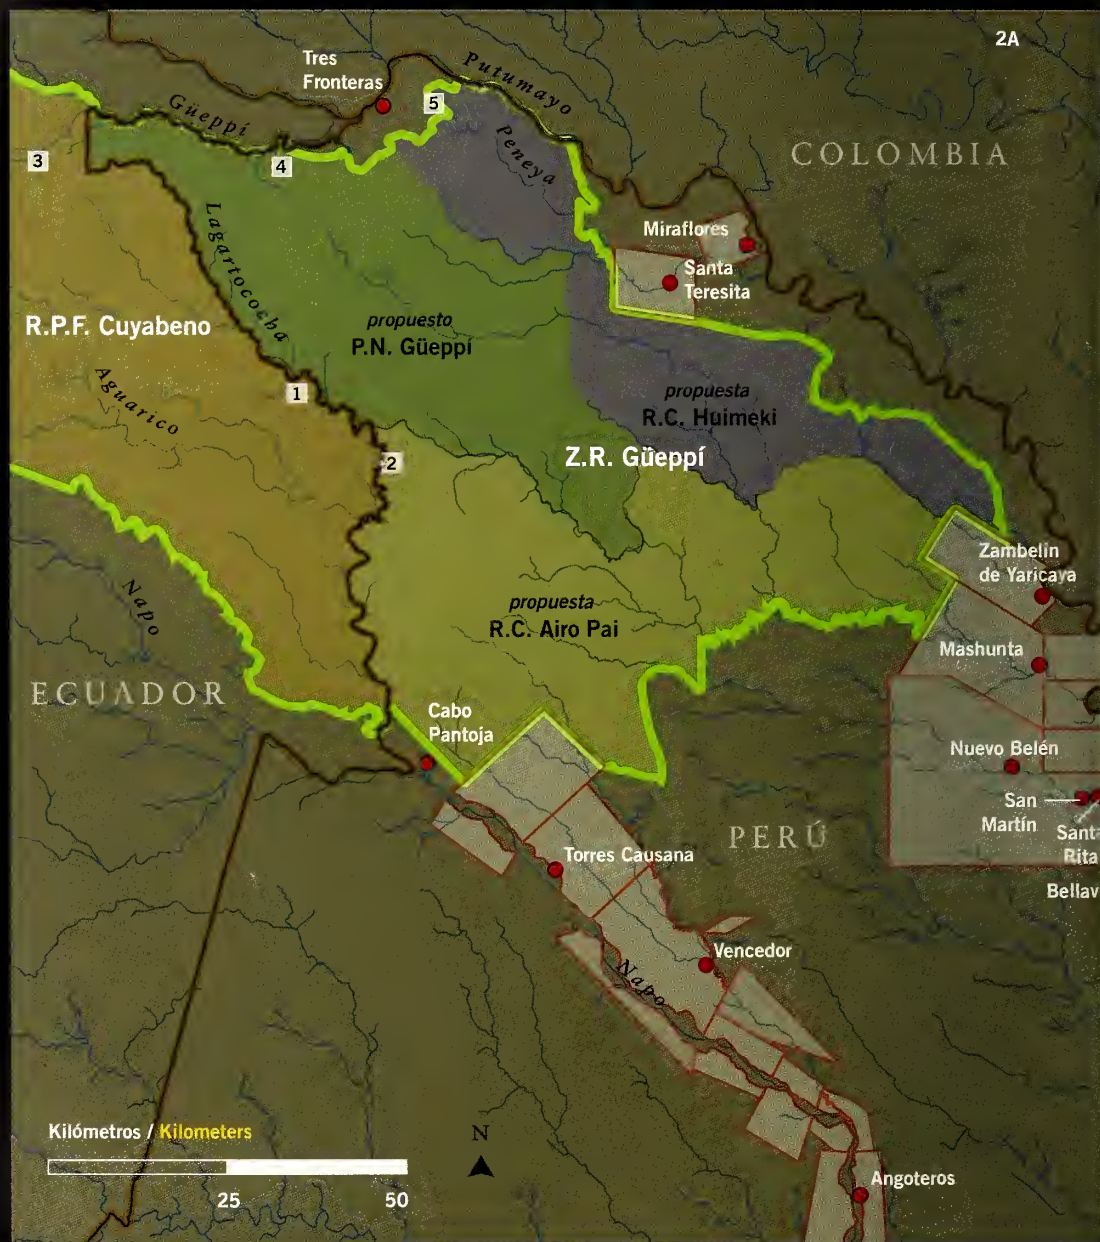 2A
Tres
Fronteras
Putumayo
Güeppí
5
Peneya
COLOMBIA
3
4
Lagartococha
Miraflores
Santa
Teresita
R.P.F. Cuyabeno
propuesto
P.N. Güeppí
Aguarico
1
propuesta
R.C. Huimeki
2
Z.R. Güeppí
Zambelín
de Yaricaya
Napo
propuesta
R.C. Airo Pai
Mashunta
ECUADOR
Cabo
Pantoja
Nuevo Belén
San
Martín
PERÚ
Sant
Rita
Torres Causana
Bellav
Vencedor
Napo
Kilómetros / Kilometers
N
25
50
Angoteros